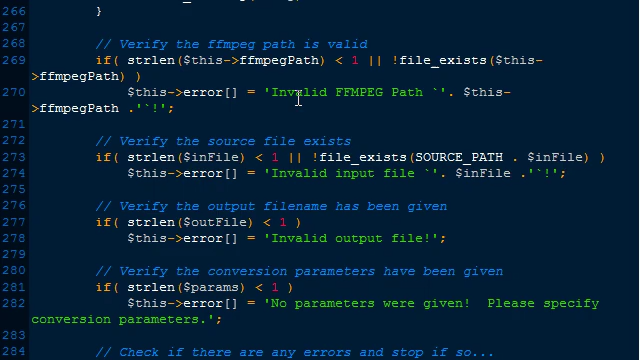 266 }
267
268 // Verify the ffmpeg path is valid
269 if( strlen($this->ffmpegPath) < 1 || !file_exists($this-
>ffmpegPath) )
270 $this->error[] = 'Invalid FFMPEG Path `'. $this-
>ffmpegPath .'`!';
271
272 // Verify the source file exists
273 if( strlen($inFile) < 1 || !file_exists(SOURCE_PATH . $inFile) )
274 $this->error[] = 'Invalid input file `'. $inFile .'`!';
275
276 // Verify the output filename has been given
277 if( strlen($outFile) < 1 )
278 $this->error[] = 'Invalid output file!';
279
280 // Verify the conversion parameters have been given
281 if( strlen($params) < 1 )
282 $this->error[] = 'No parameters were given!  Please specify
conversion parameters.';
283
284 // Check if there are any errors and stop if so...